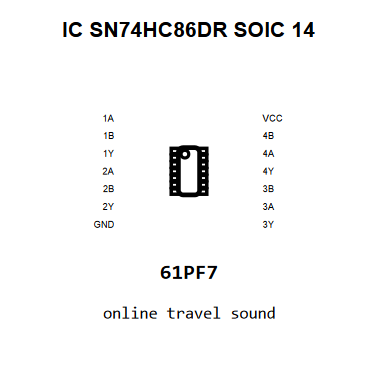 IC SN74HC86DR SOIC 14
1A VCC
1B 4B
1Y 4A
2A 4Y
2B 3B
2Y 3A
GND 3Y
61PF7
online travel sound